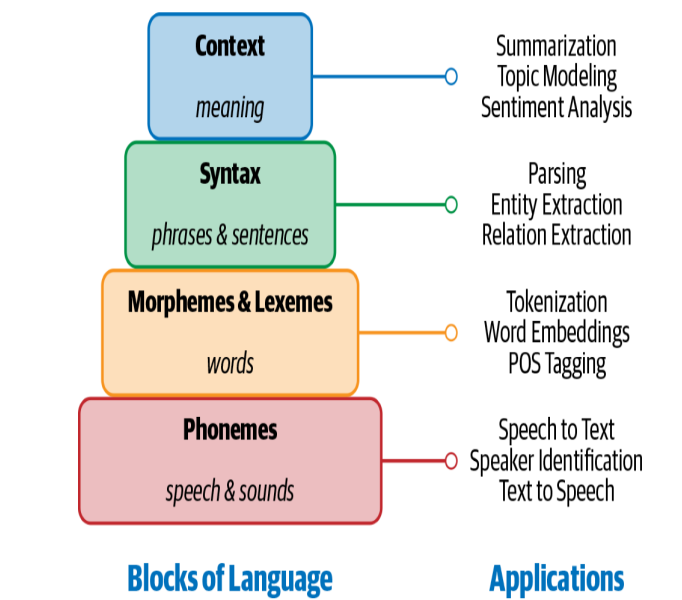 Context
meaning
Summarization
Topic Modeling
Sentiment Analysis
Syntax
phrases & sentences
Parsing
Entity Extraction
Relation Extraction
Morphemes & Lexemes
words
Tokenization
Word Embeddings
POS Tagging
Phonemes
speech & sounds
Speech to Text
Speaker Identification
Text to Speech
Blocks of Language
Applications